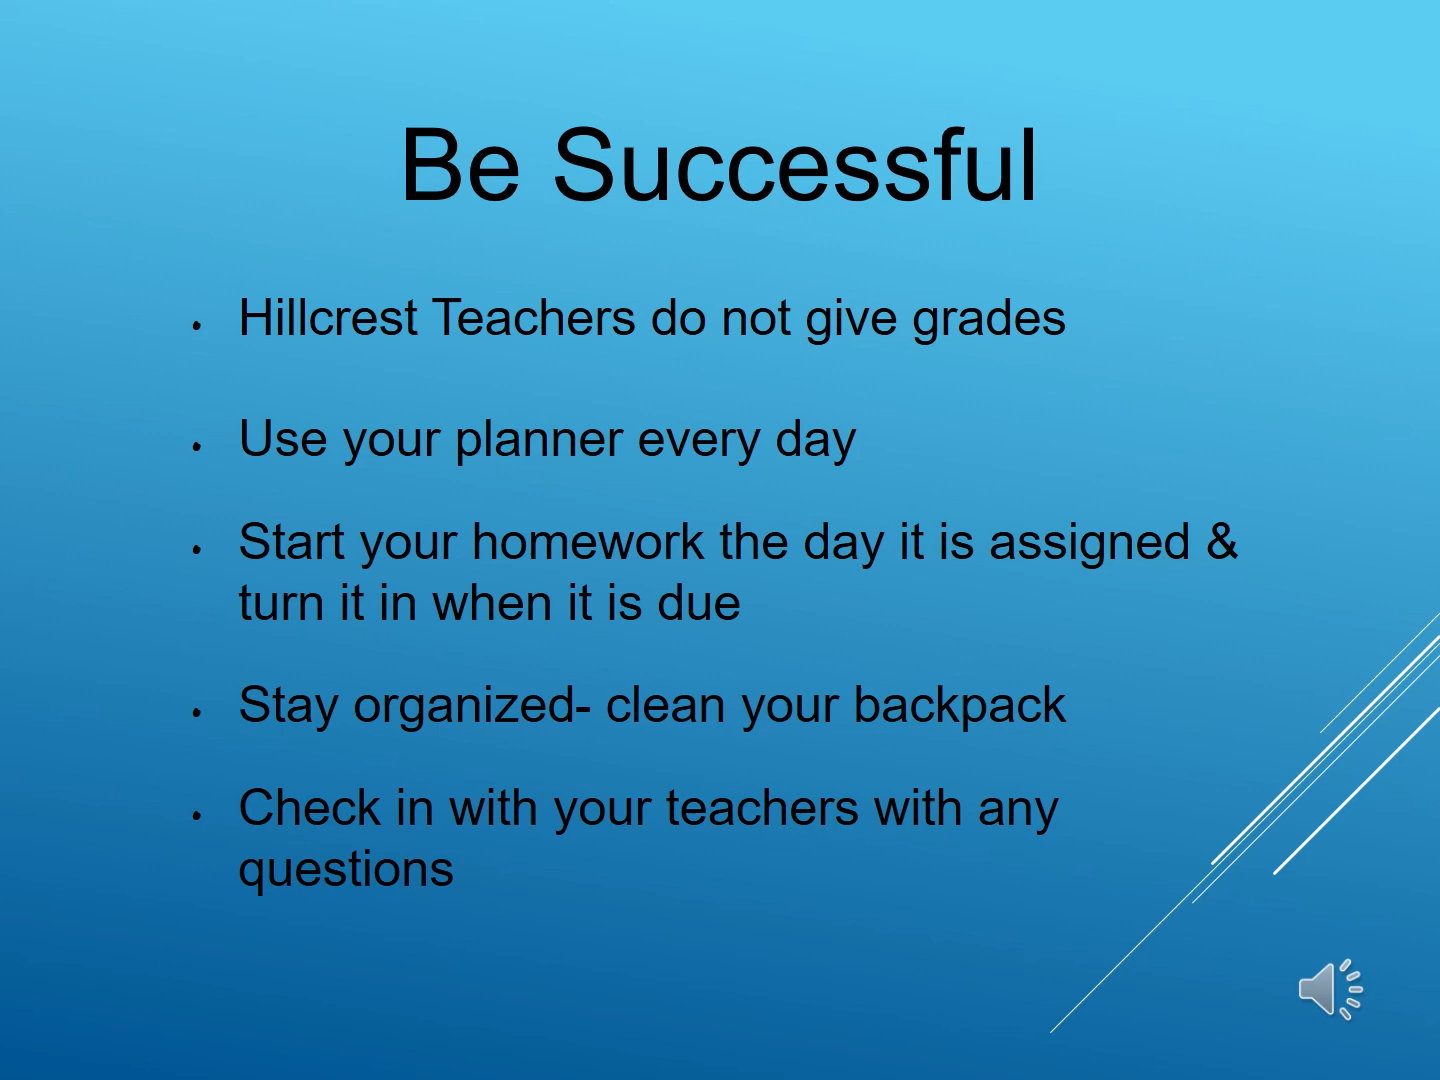 Be Successful
• Hillcrest Teachers do not give grades
• Use your planner every day
• Start your homework the day it is assigned &
turn it in when it is due
• Stay organized- clean your backpack
• Check in with your teachers with any
questions